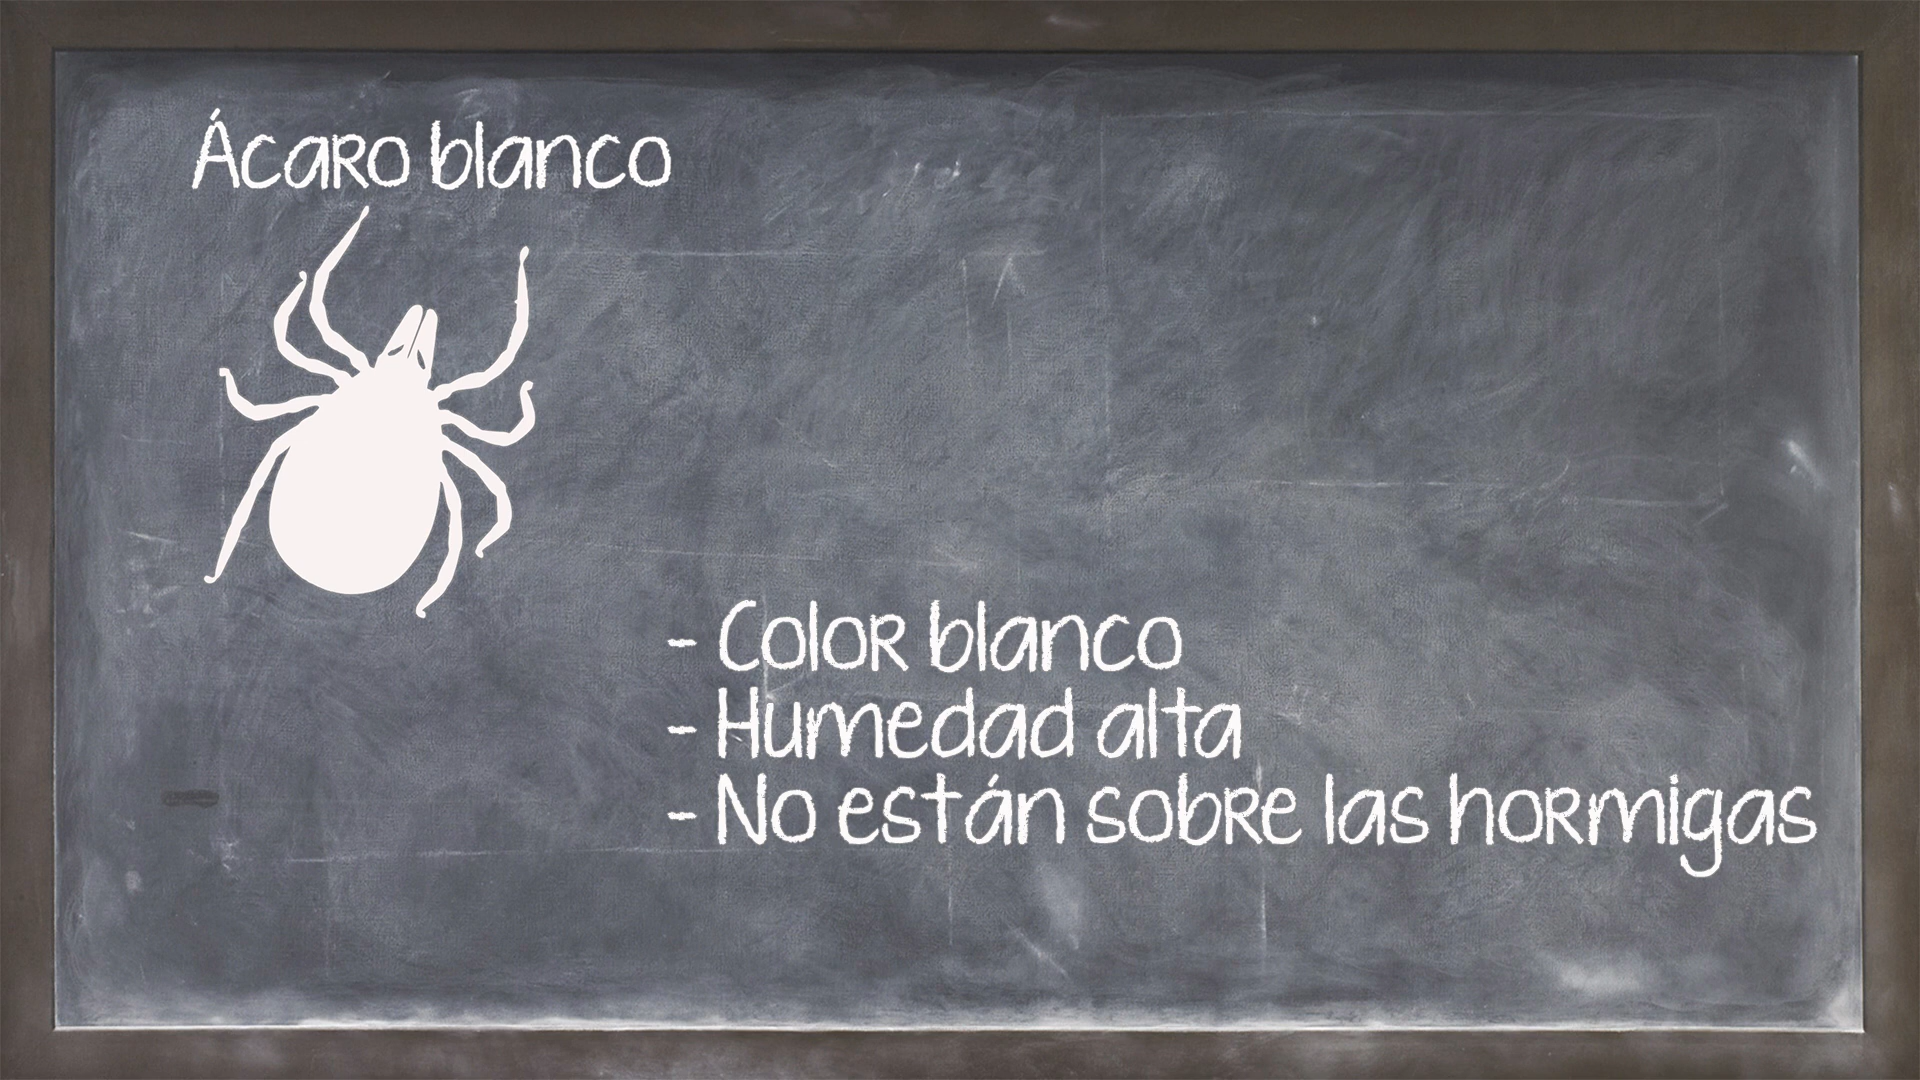 Ácaro blanco
- Color blanco
- Humedad alta
- No están sobre las hormigas